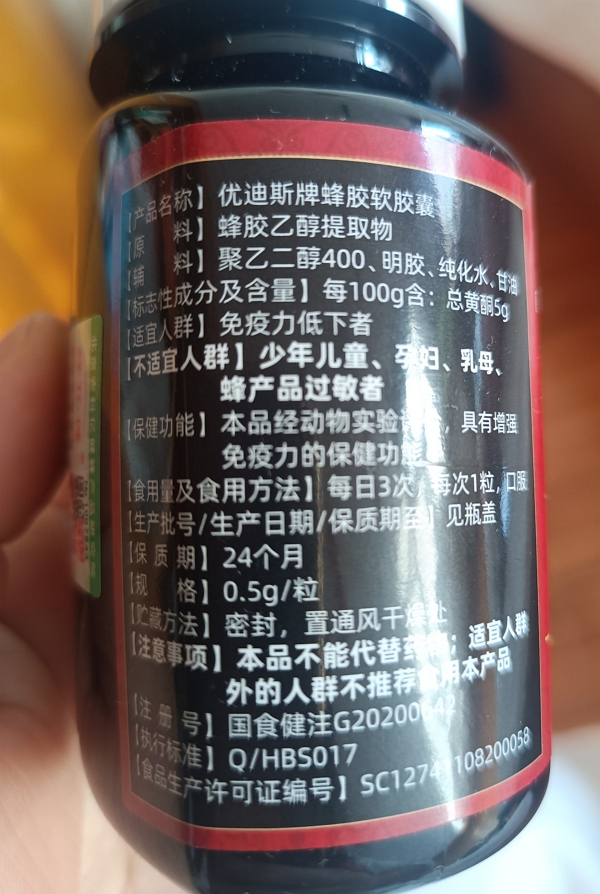 【产品名称】优迪斯牌蜂胶软胶囊
【原 料】蜂胶乙醇提取物
【辅 料】聚乙二醇400、明胶、纯化水、甘油
【标志性成分及含量】每100g含：总黄酮5g
【适宜人群】免疫力低下者
【不适宜人群】少年儿童、孕妇、乳母、
蜂产品过敏者
【保健功能】本品经动物实验，具有增强
免疫力的保健功能
【食用量及食用方法】每日3次，每次1粒，口服
【生产批号/生产日期/保质期至】见瓶盖
【保 质 期】24个月
【规 格】0.5g/粒
【贮藏方法】密封，置通风干燥处
【注意事项】本品不能代替药物；适宜人群
外的人群不推荐食用本产品
【注 册 号】国食健注
【执行标准】Q/HBS017
【食品生产许可证编号】